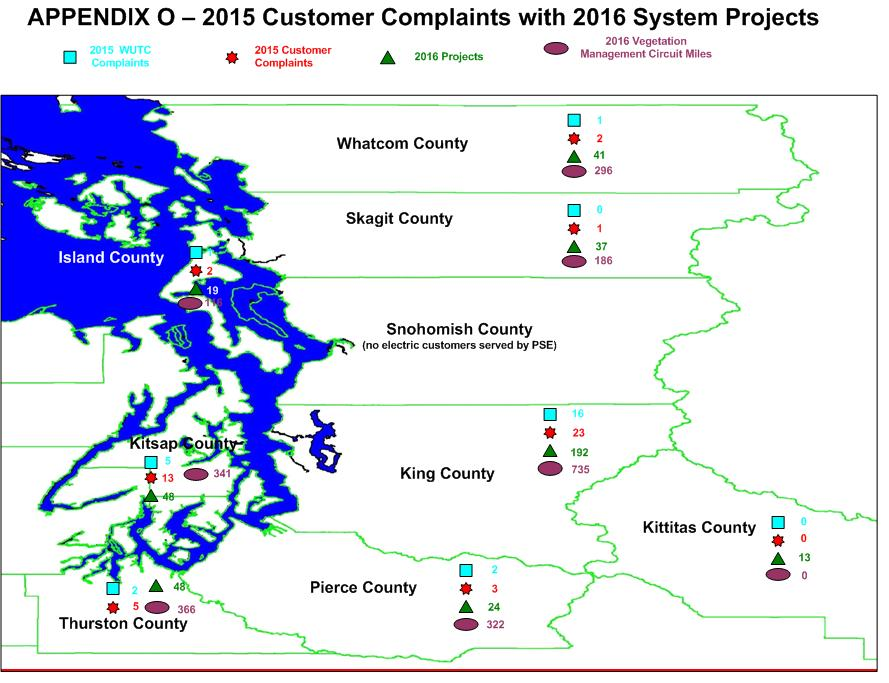 APPENDIX O – 2015 Customer Complaints with 2016 System Projects
2015 WUTC
Complaints
2015 Customer
Complaints
2016 Projects
2016 Vegetation
Management Circuit Miles
Whatcom County
1
2
41
296
Skagit County
0
1
37
186
Island County
2
19
116
Snohomish County
(no electric customers served by PSE)
Kitsap County
5
13
341
48
King County
16
23
192
735
Kittitas County
0
0
13
0
Pierce County
2
3
24
322
2
48
5
366
Thurston County